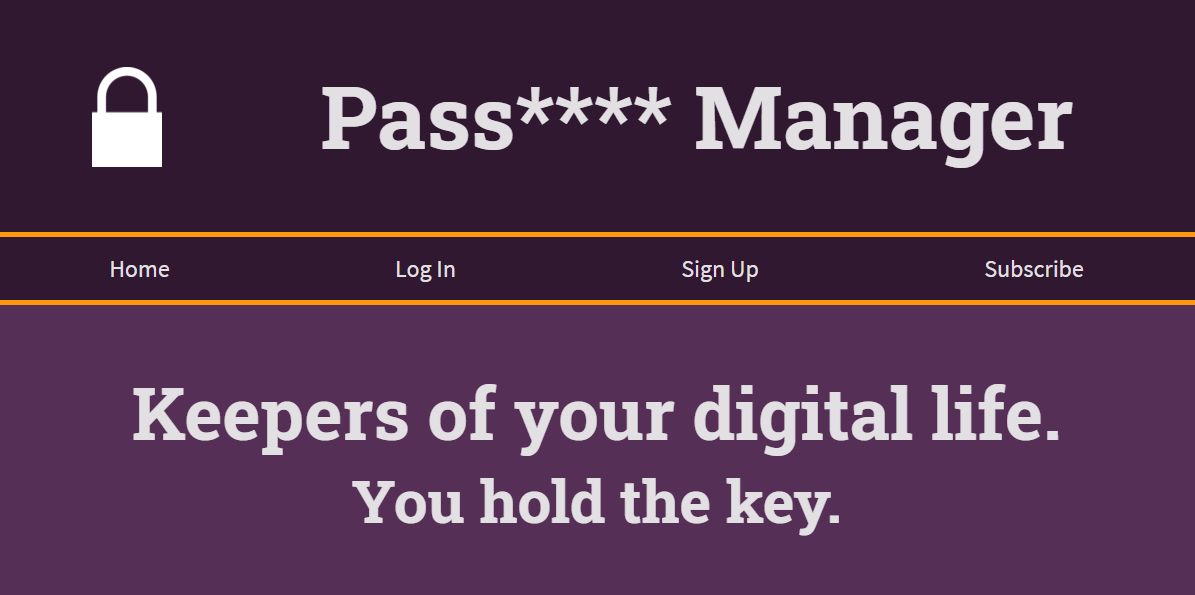 Pass**** Manager
Home Log In Sign Up Subscribe
Keepers of your digital life.
You hold the key.